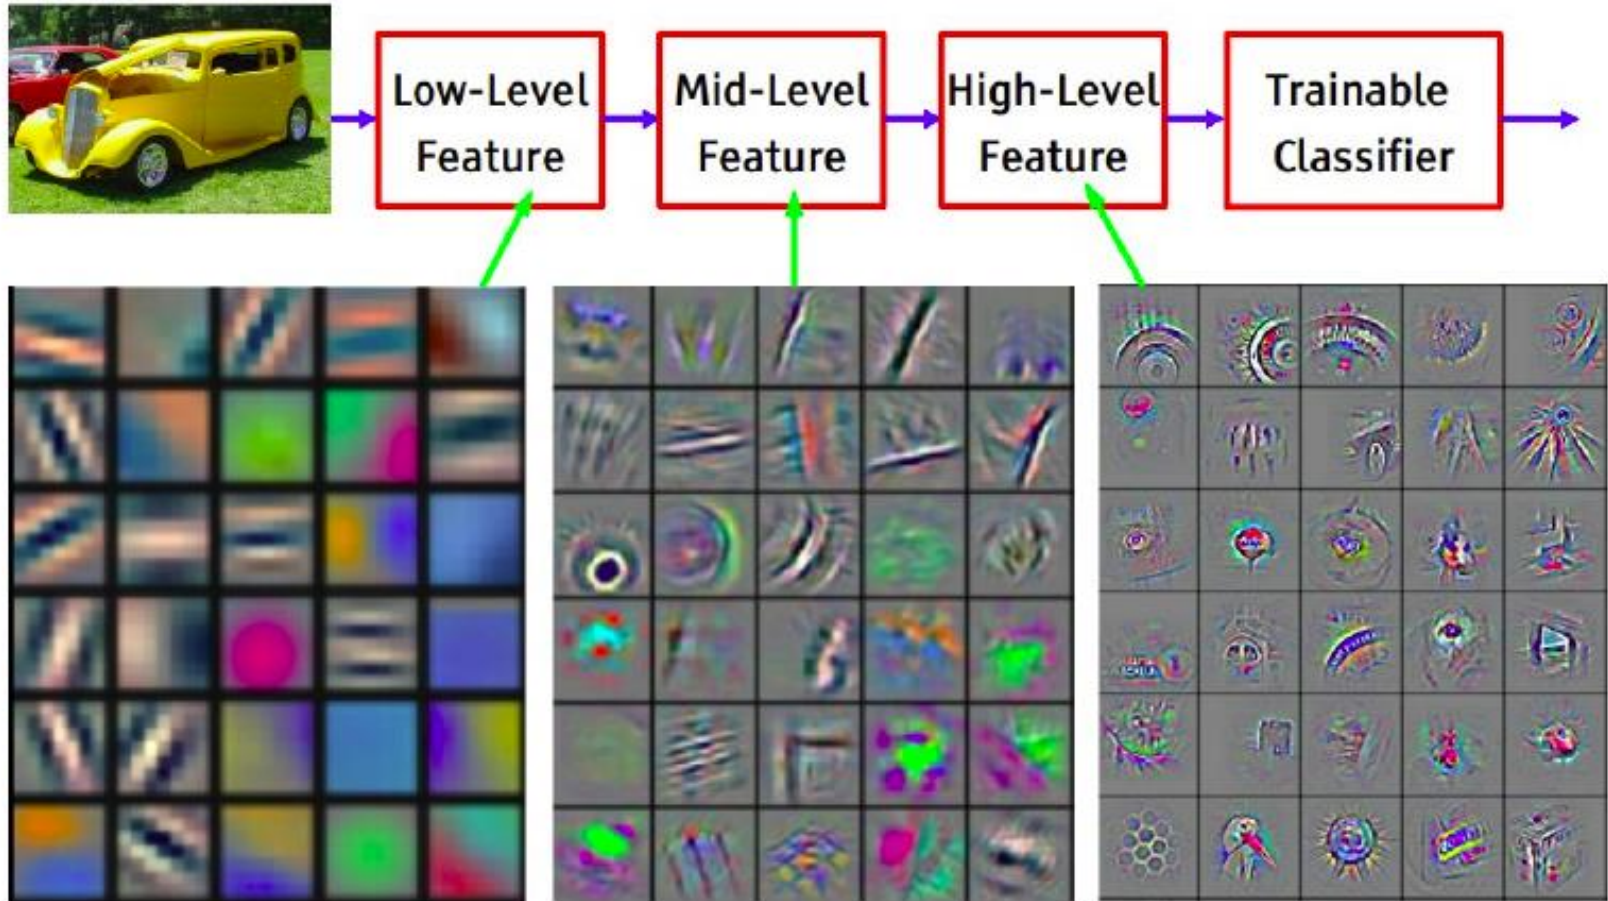 Low-Level
Feature
Mid-Level
Feature
High-Level
Feature
Trainable
Classifier